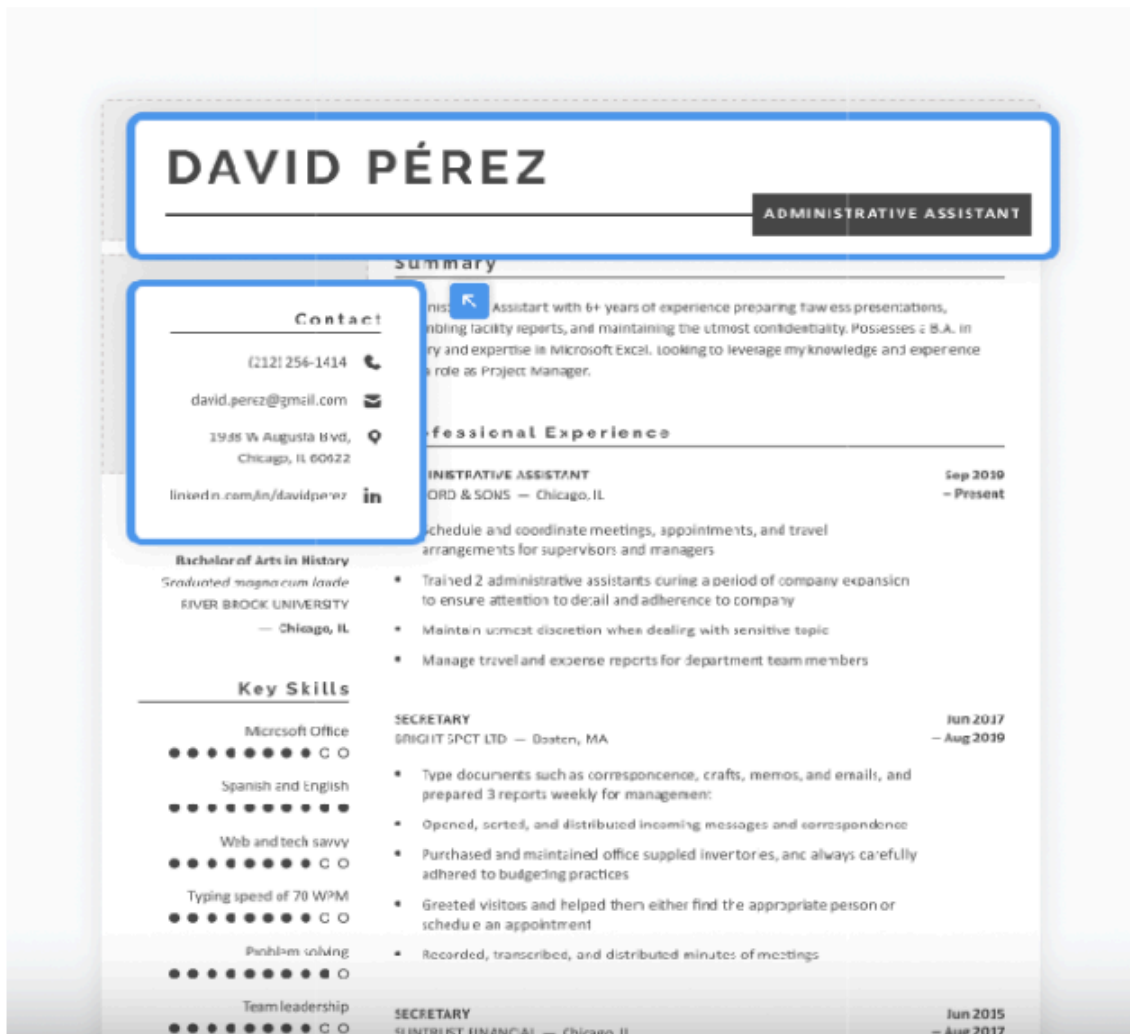 DAVID PÉREZ
ADMINISTRATIVE ASSISTANT
Contact
(212) 256-1414
david.perez@gmail.com
1938 W Augusta Blvd,
Chicago, IL 60622
linkedin.com/in/davidperez
Bachelor of Arts in History
Graduated magna cum laude
RIVER BROOK UNIVERSITY
— Chicago, IL
Key Skills
Microsoft Office
Spanish and English
Web and tech savvy
Typing speed of 70 WPM
Problem solving
Team leadership
Summary
Assistant with 6+ years of experience preparing flawless presentations,
facility reports, and maintaining the utmost confidentiality. Possesses a B.A. in
and expertise in Microsoft Excel. Looking to leverage my knowledge and experience
role as Project Manager.
fessional Experience
INISTRATIVE ASSISTANT
Sep 2019
ORD & SONS — Chicago, IL
– Present
Schedule and coordinate meetings, appointments, and travel
arrangements for supervisors and managers
• Trained 2 administrative assistants during a period of company expansion
to ensure attention to detail and adherence to company
• Maintain utmost discretion when dealing with sensitive topic
• Manage travel and expense reports for department team members
SECRETARY
Jun 2017
BRIGHT SPOT LTD — Boston, MA
– Aug 2019
• Type documents such as correspondence, drafts, memos, and emails, and
prepared 3 reports weekly for management
• Opened, sorted, and distributed incoming messages and correspondence
• Purchased and maintained office suppled inventories, and always carefully
adhered to budgeting practices
• Greeted visitors and helped them either find the appropriate person or
schedule an appointment
• Recorded, transcribed, and distributed minutes of meetings
SECRETARY
Jun 2015
SUNTRUST FINANCIAL — Chicago, IL
– Aug 2017